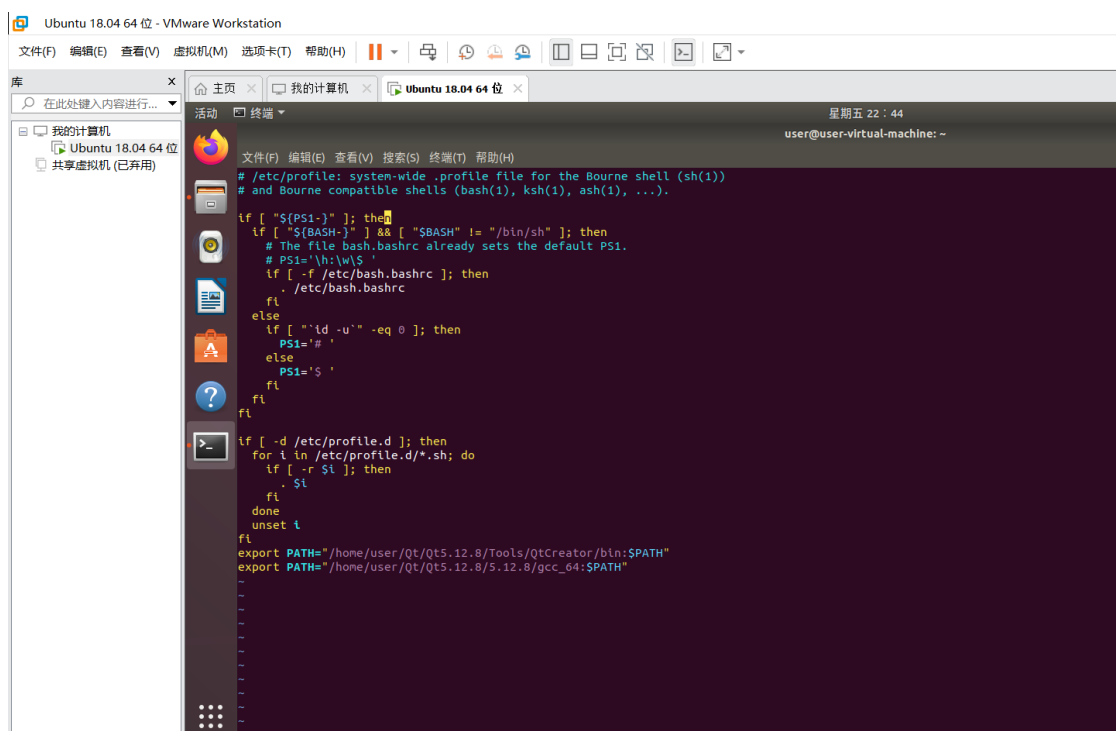 Ubuntu 18.04 64 位 - VMware Workstation
文件(F) 编辑(E) 查看(V) 虚拟机(M) 选项卡(T) 帮助(H)
库 x
在此处键入内容进行...
我的计算机
Ubuntu 18.04 64 位
共享虚拟机 (已弃用)
主页 我的计算机 Ubuntu 18.04 64 位
活动 终端 星期五 22：44
user@user-virtual-machine: ~
文件(F) 编辑(E) 查看(V) 搜索(S) 终端(T) 帮助(H)
# /etc/profile: system-wide .profile file for the Bourne shell (sh(1))
# and Bourne compatible shells (bash(1), ksh(1), ash(1), ...).
if [ "${PS1-}" ]; then
if [ "${BASH-}" ] && [ "$BASH" != "/bin/sh" ]; then
# The file bash.bashrc already sets the default PS1.
# PS1='\h:\w\$ '
if [ -f /etc/bash.bashrc ]; then
. /etc/bash.bashrc
fi
else
if [ "`id -u`" -eq 0 ]; then
PS1='# '
else
PS1='$ '
fi
fi
fi
if [ -d /etc/profile.d ]; then
for i in /etc/profile.d/*.sh; do
if [ -r $i ]; then
. $i
fi
done
unset i
fi
export PATH="/home/user/Qt/Qt5.12.8/Tools/QtCreator/bin:$PATH"
export PATH="/home/user/Qt/Qt5.12.8/5.12.8/gcc_64:$PATH"
~
~
~
~
~
~
~
~
~
~
~